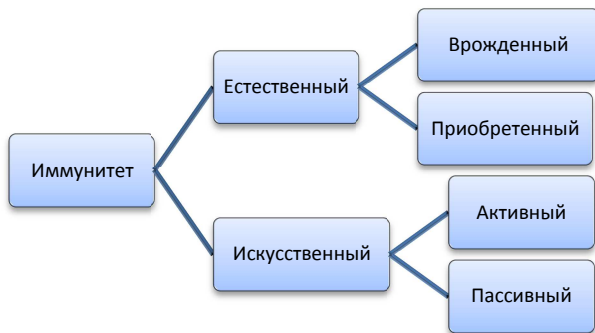 Иммунитет
Естественный
Врожденный
Приобретенный
Искусственный
Активный
Пассивный